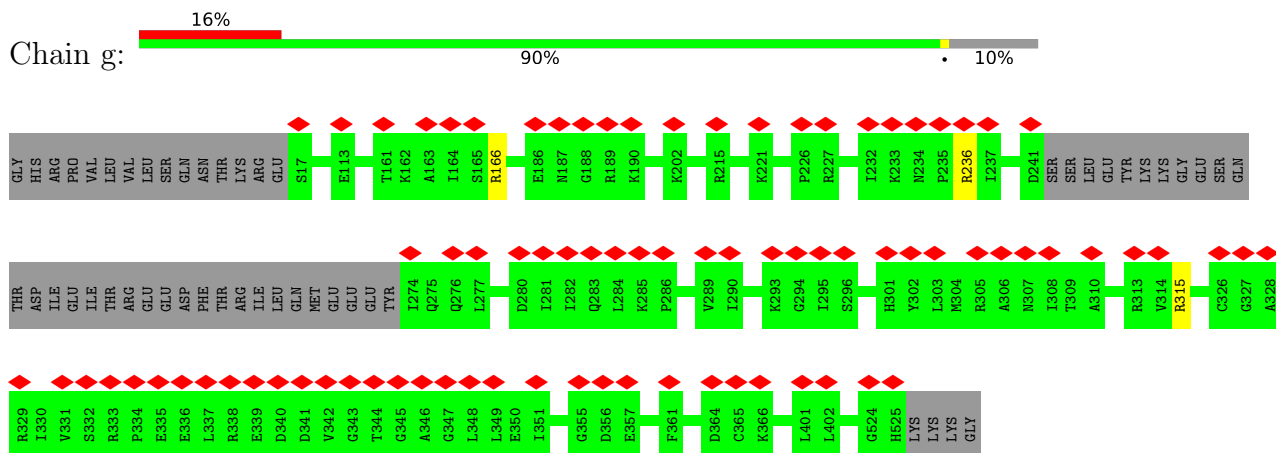 16%
Chain g:
90% • 10%
GLY HIS ARG PRO VAL LEU VAL LEU SER GLN ASN THR LYS ARG GLU S17 E113 T161 K162 A163 I164 S165 R166 E186 N187 G188 R189 K190 K202 R215 K221 P226 R227 I232 K233 N234 P235 R236 I237 D241 SER SER LEU GLU TYR LYS LYS GLY GLU SER GLN
THR ASP ILE GLU ILE THR ARG GLU GLU ASP PHE THR ARG ILE LEU GLN MET GLU GLU GLU TYR I274 Q275 Q276 L277 D280 I281 I282 Q283 L284 K285 P286 V289 I290 K293 G294 I295 S296 H301 Y302 L303 M304 R305 A306 N307 I308 T309 A310 R313 V314 R315 C326 G327 A328
R329 I330 V331 S332 R333 P334 E335 E336 L337 R338 E339 D340 D341 V342 G343 T344 G345 A346 G347 L348 L349 E350 I351 G355 D356 E357 F361 D364 C365 K366 L401 L402 G524 H525 LYS LYS LYS GLY